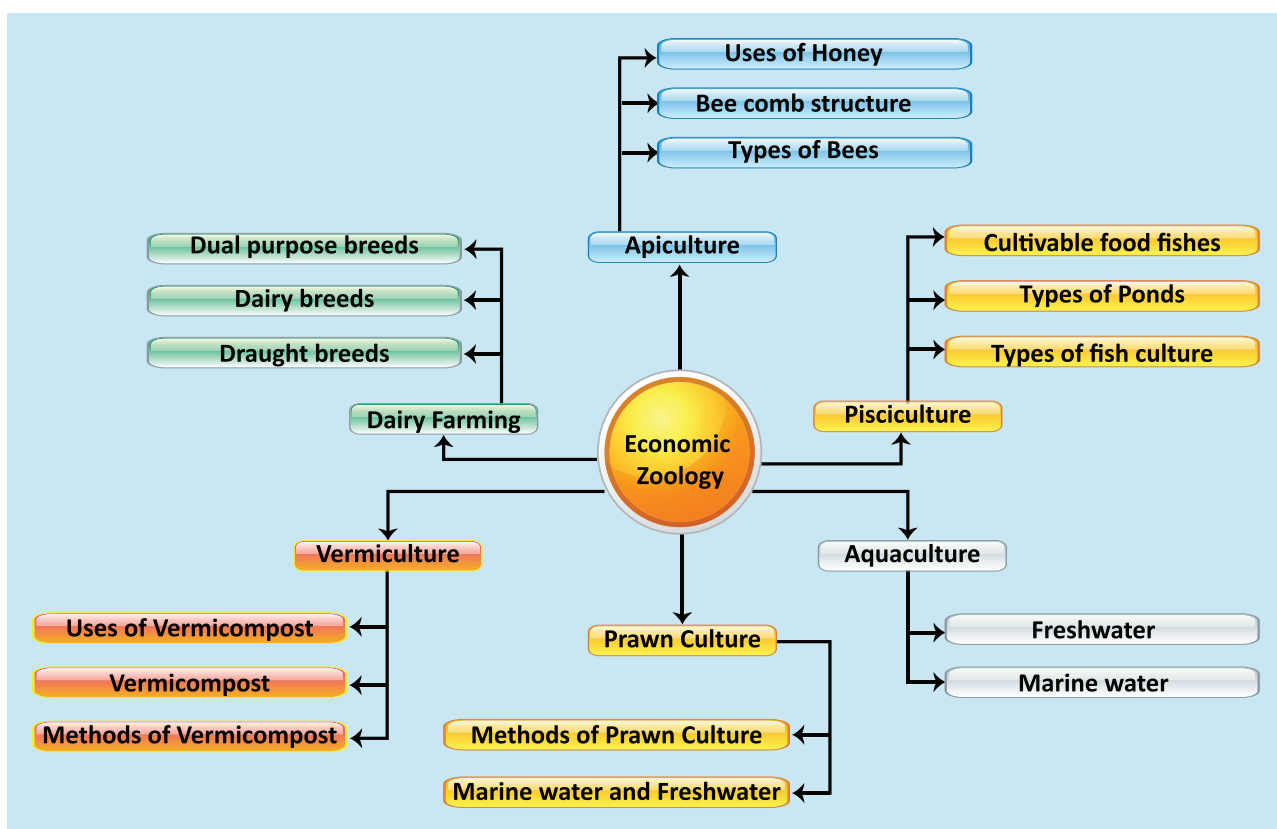 Uses of Honey
Bee comb structure
Types of Bees
Apiculture
Dual purpose breeds
Dairy breeds
Draught breeds
Dairy Farming
Cultivable food fishes
Types of Ponds
Types of fish culture
Pisciculture
Economic
Zoology
Vermiculture
Uses of Vermicompost
Vermicompost
Methods of Vermicompost
Prawn Culture
Methods of Prawn Culture
Marine water and Freshwater
Aquaculture
Freshwater
Marine water